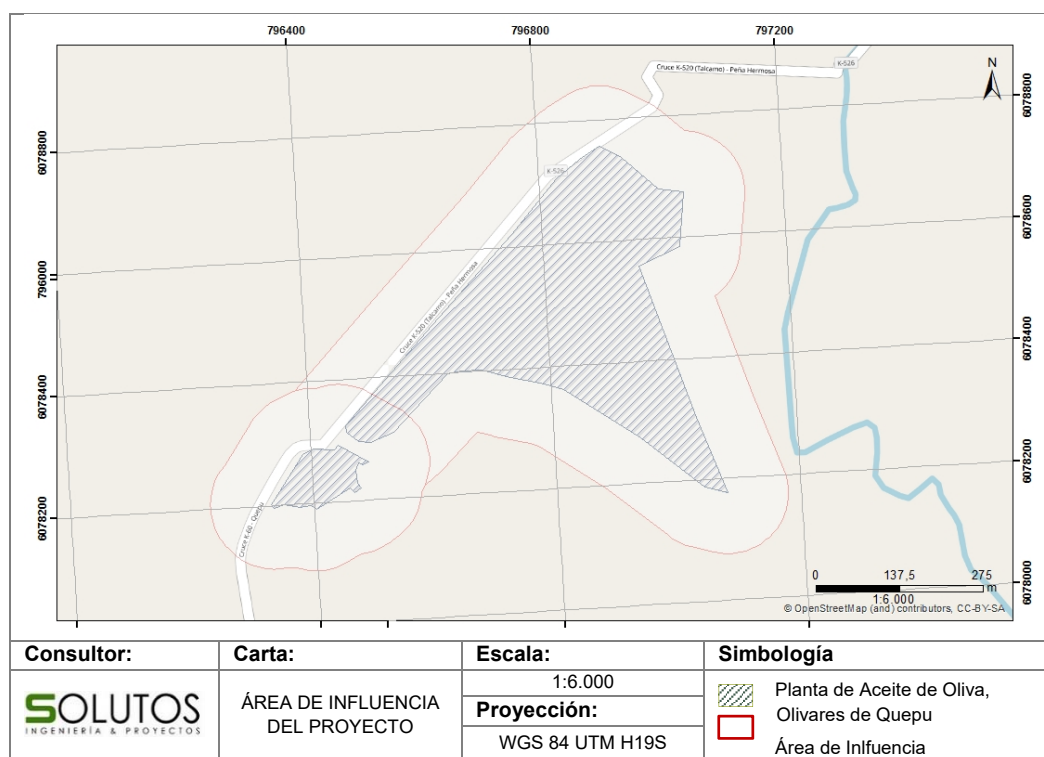 796400
796800
797200
Cruce K-520 (Talcamo) - Peña Hermosa
K-526
N
6078800
6078800
K-526
6078600
796000
Cruce K-520 (Talcamo) - Peña Hermosa
6078400
6078400
6078200
6078200
Cruce K-60 - Quepu
6078000
0 137,5 275
m
1:6.000
© OpenStreetMap (and) contributors, CC-BY-SA
Consultor:
Carta:
Escala:
Simbología
SOLUTOS
INGENIERÍA & PROYECTOS
ÁREA DE INFLUENCIA
DEL PROYECTO
1:6.000
Proyección:
WGS 84 UTM H19S
Planta de Aceite de Oliva,
Olivares de Quepu
Área de Inlfuencia